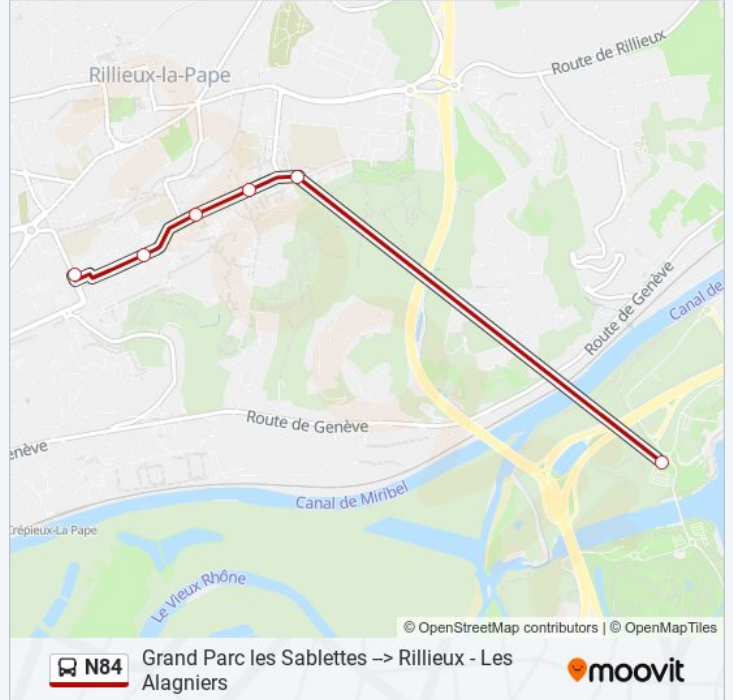 Rillieux-la-Pape
Route de Rillieux
Route de Genève
Canal de
Route de Genève
enève
Canal de Miribel
Crépieux-La Pape
Le Vieux Rhône
© OpenStreetMap contributors | © OpenMapTiles
N84
Grand Parc les Sablettes --> Rillieux - Les
Alagniers
moovit